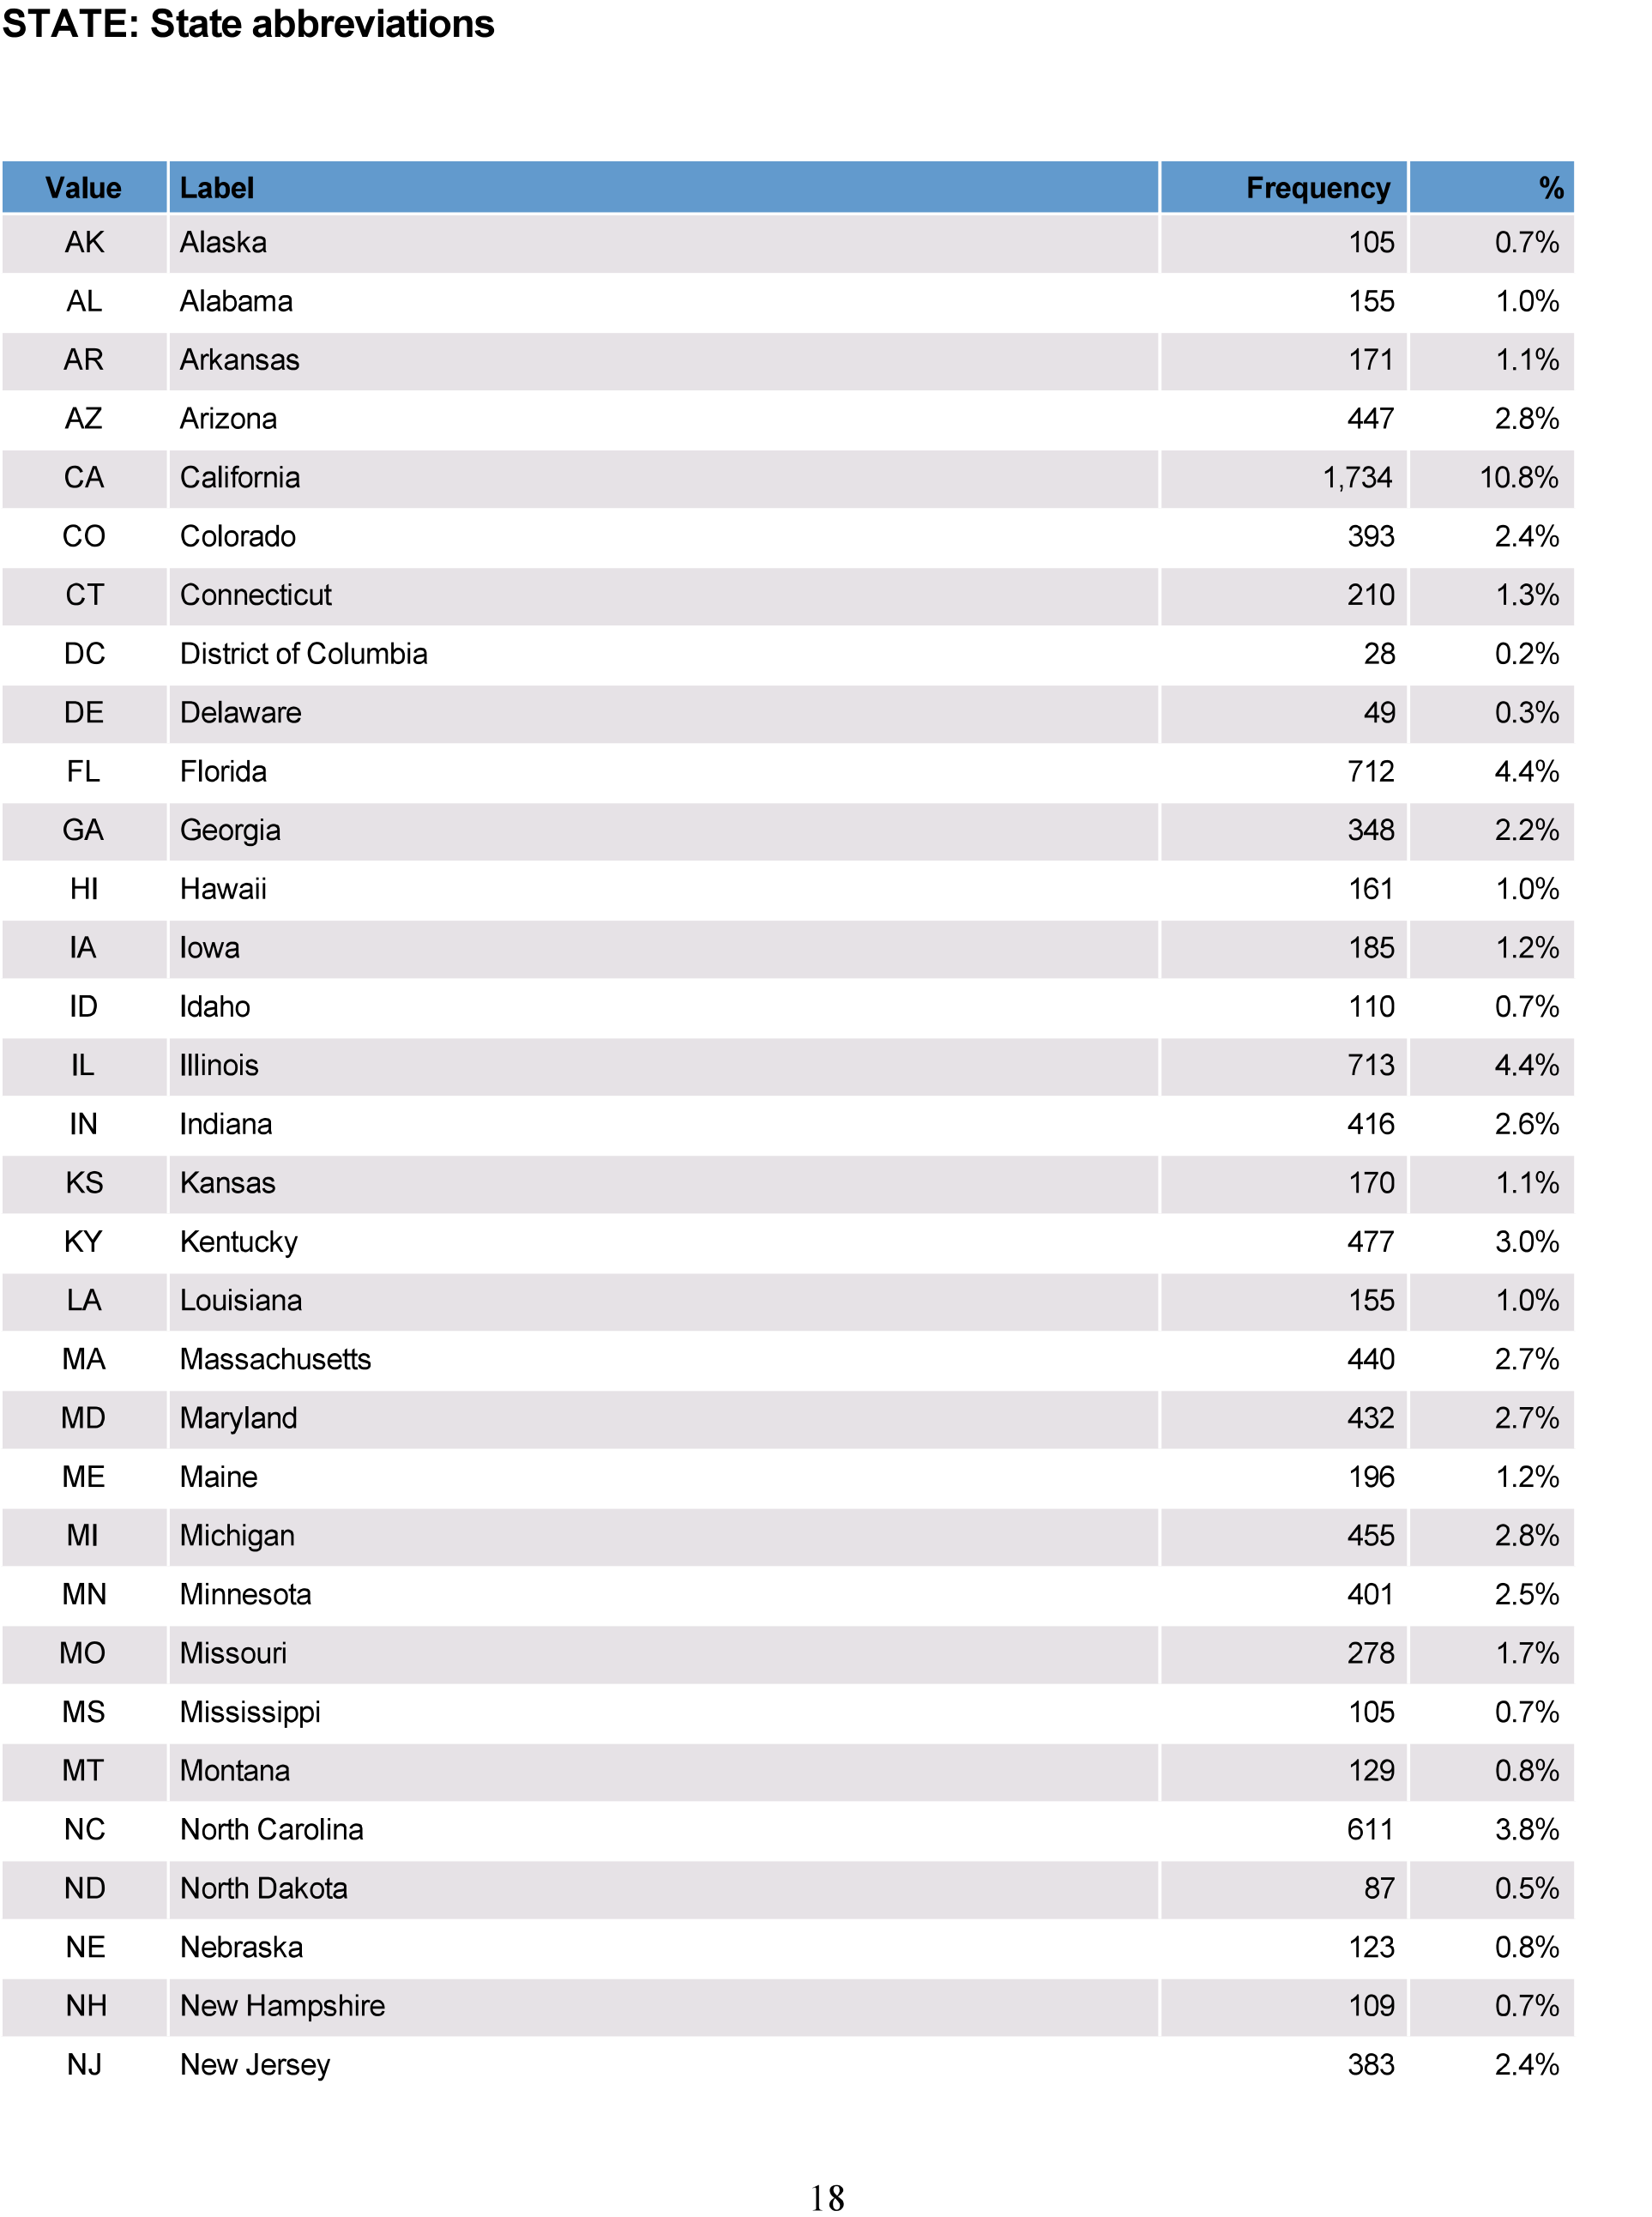 STATE: State abbreviations
Value Label Frequency %
AK Alaska 105 0.7%
AL Alabama 155 1.0%
AR Arkansas 171 1.1%
AZ Arizona 447 2.8%
CA California 1,734 10.8%
CO Colorado 393 2.4%
CT Connecticut 210 1.3%
DC District of Columbia 28 0.2%
DE Delaware 49 0.3%
FL Florida 712 4.4%
GA Georgia 348 2.2%
HI Hawaii 161 1.0%
IA Iowa 185 1.2%
ID Idaho 110 0.7%
IL Illinois 713 4.4%
IN Indiana 416 2.6%
KS Kansas 170 1.1%
KY Kentucky 477 3.0%
LA Louisiana 155 1.0%
MA Massachusetts 440 2.7%
MD Maryland 432 2.7%
ME Maine 196 1.2%
MI Michigan 455 2.8%
MN Minnesota 401 2.5%
MO Missouri 278 1.7%
MS Mississippi 105 0.7%
MT Montana 129 0.8%
NC North Carolina 611 3.8%
ND North Dakota 87 0.5%
NE Nebraska 123 0.8%
NH New Hampshire 109 0.7%
NJ New Jersey 383 2.4%
18